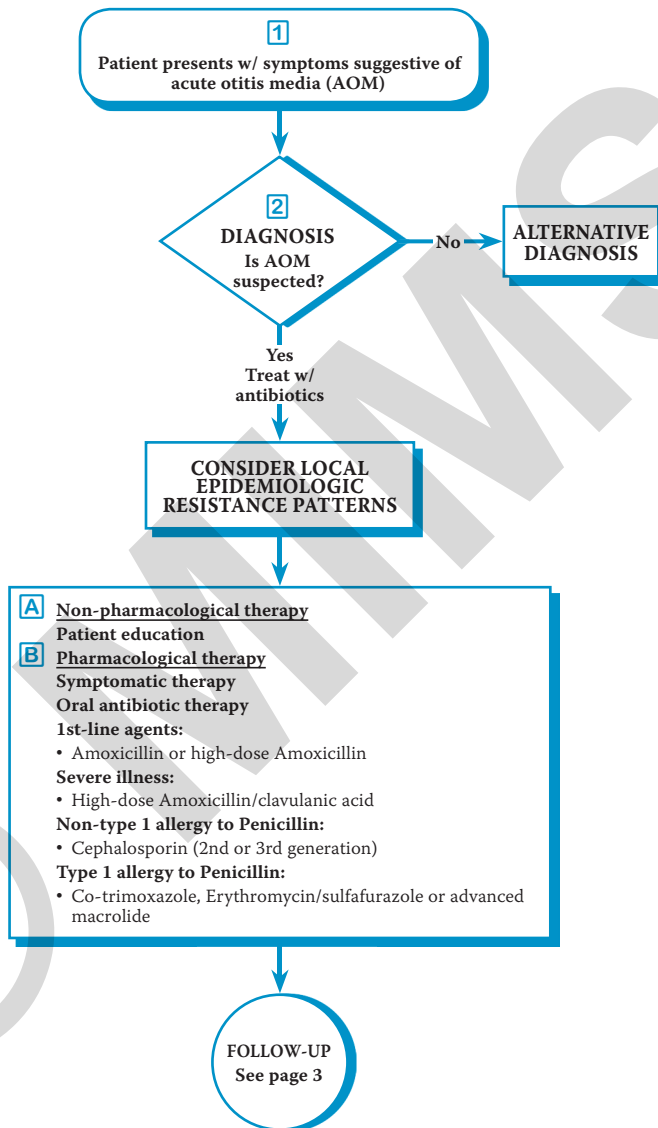 1
Patient presents w/ symptoms suggestive of
acute otitis media (AOM)
2
DIAGNOSIS
Is AOM
suspected?
No
ALTERNATIVE
DIAGNOSIS
Yes
Treat w/
antibiotics
CONSIDER LOCAL
EPIDEMIOLOGIC
RESISTANCE PATTERNS
A Non-pharmacological therapy
Patient education
B Pharmacological therapy
Symptomatic therapy
Oral antibiotic therapy
1st-line agents:
• Amoxicillin or high-dose Amoxicillin
Severe illness:
• High-dose Amoxicillin/clavulanic acid
Non-type 1 allergy to Penicillin:
• Cephalosporin (2nd or 3rd generation)
Type 1 allergy to Penicillin:
• Co-trimoxazole, Erythromycin/sulfafurazole or advanced
macrolide
FOLLOW-UP
See page 3
© MIMS